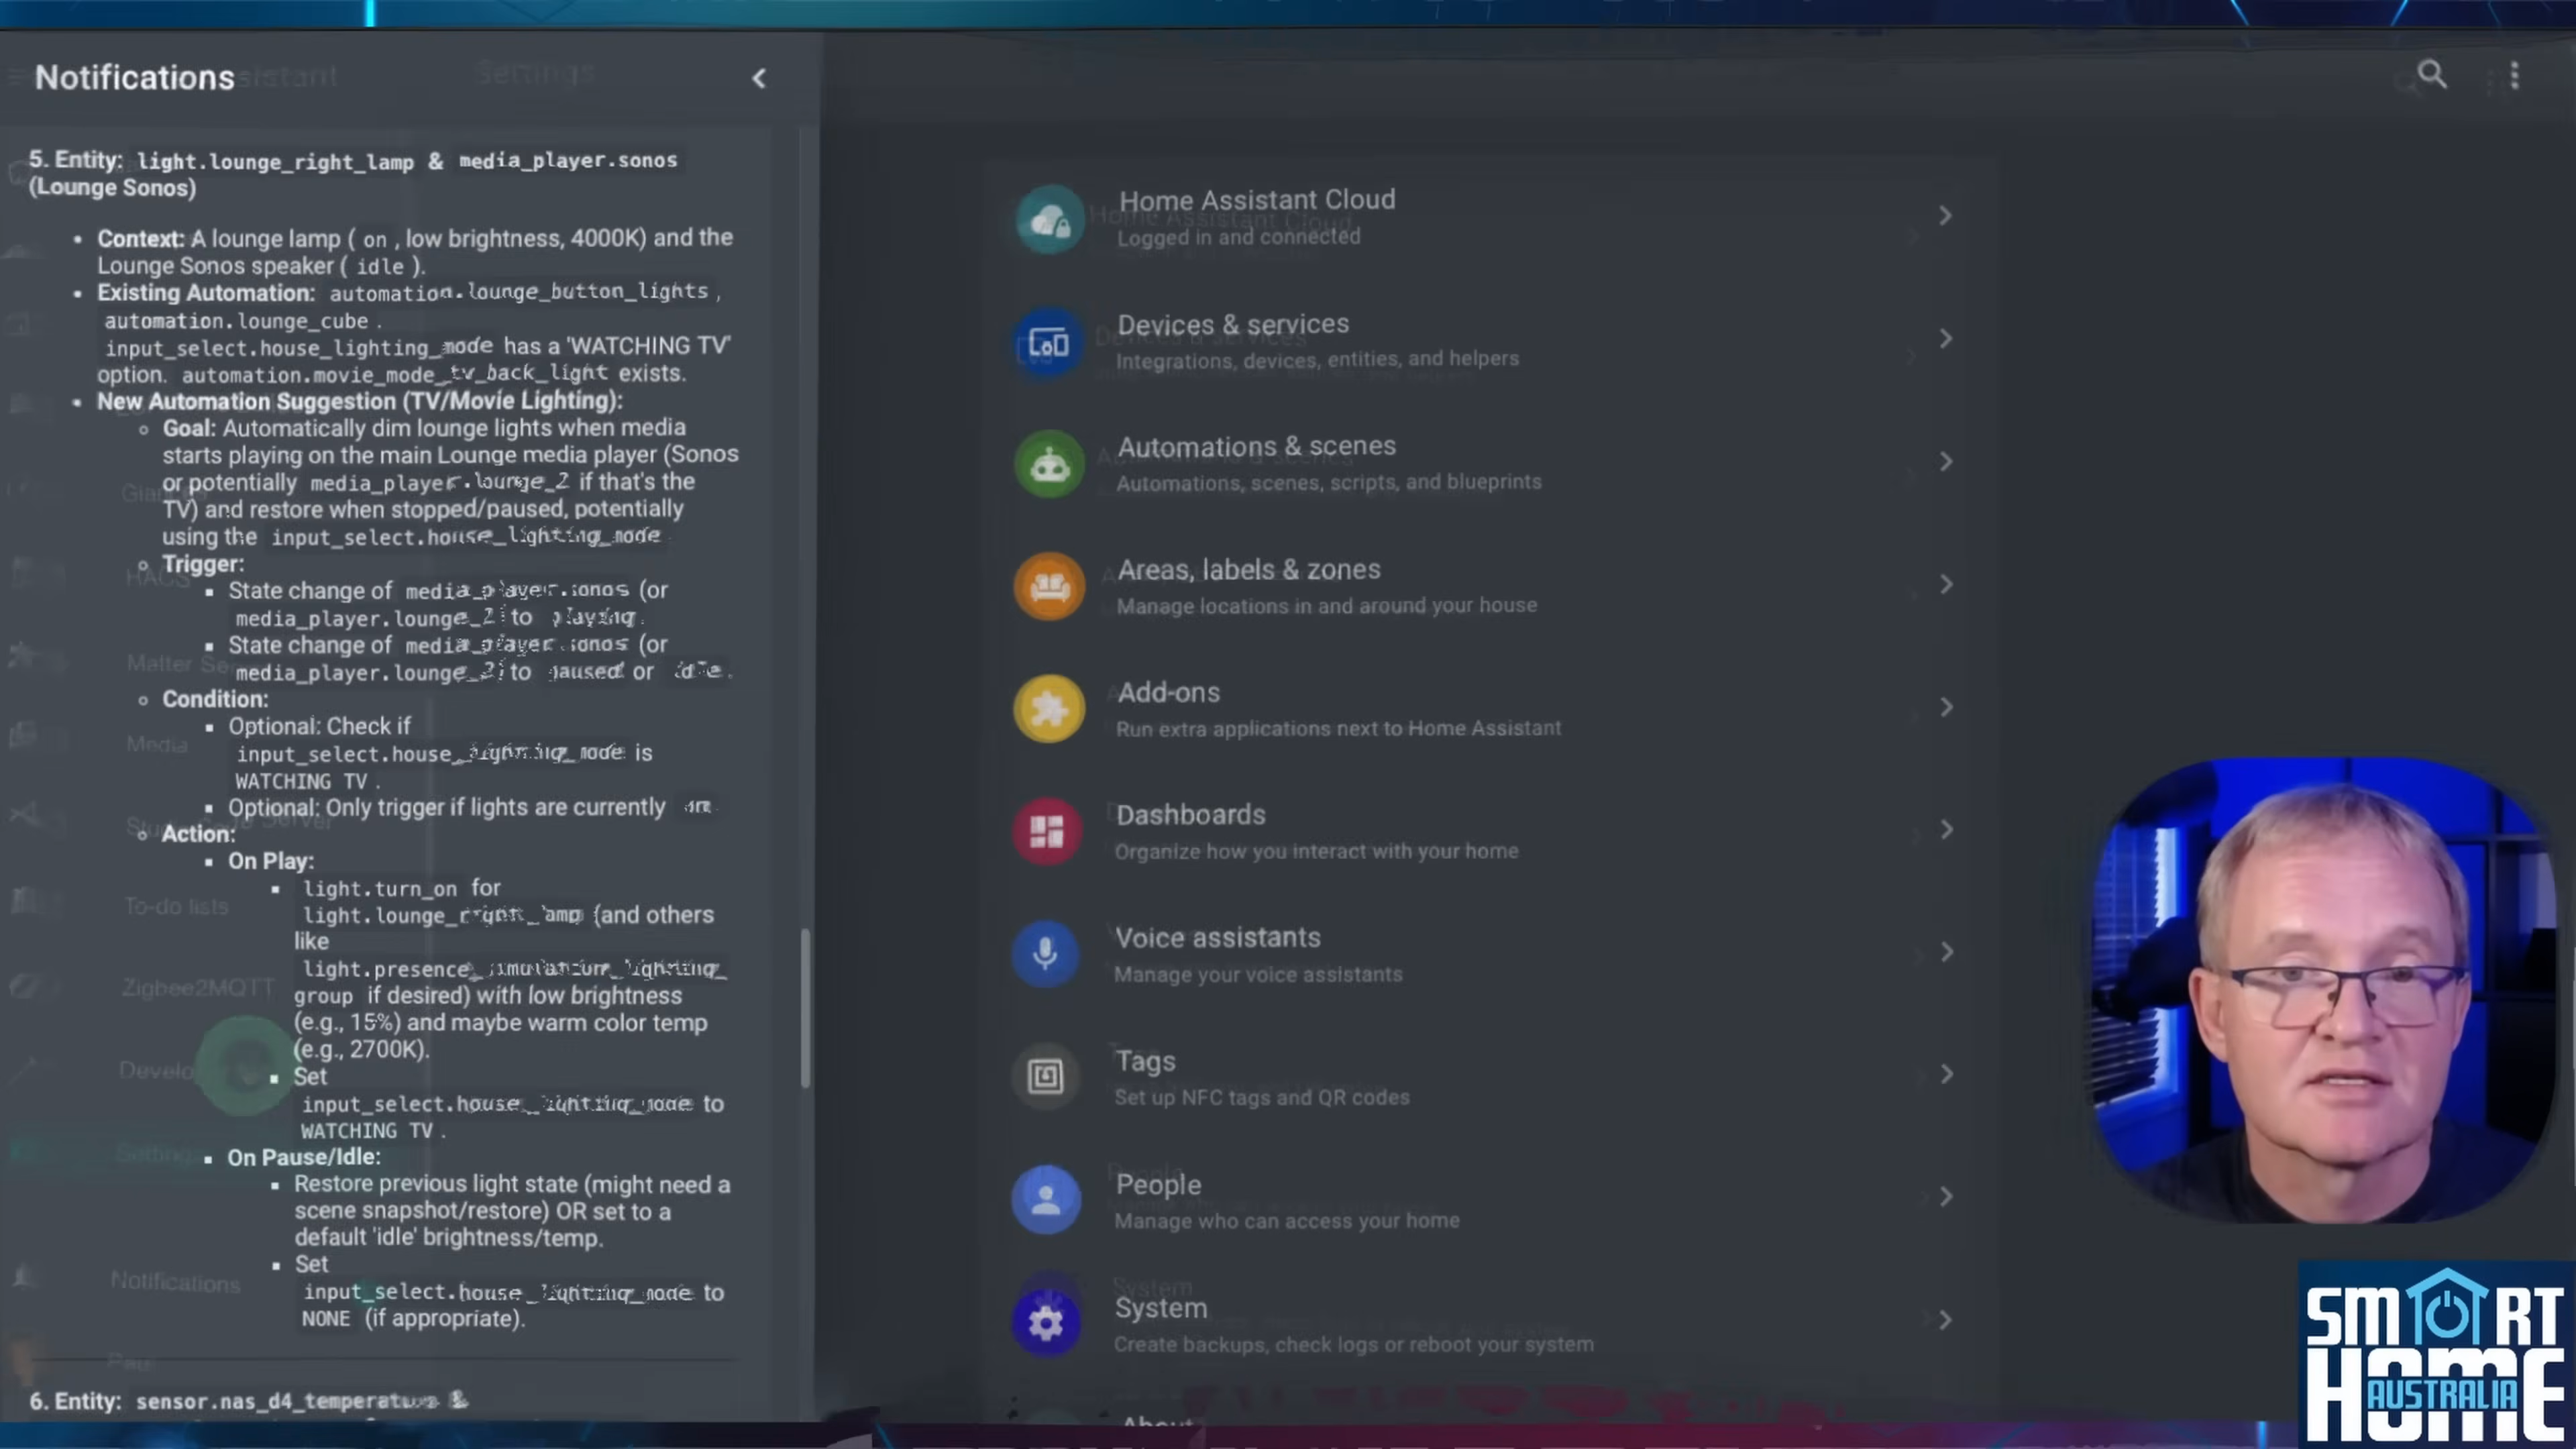 Notifications
Settings
5. Entity: light.lounge_right_lamp & media_player.sonos
(Lounge Sonos)
• Context: A lounge lamp ( on , low brightness, 4000K) and the
Lounge Sonos speaker ( idle ).
• Existing Automation: automation.lounge_button_lights ,
automation.lounge_cube .
input_select.house_lighting_mode has a 'WATCHING TV'
option. automation.movie_mode_tv_back_light exists.
• New Automation Suggestion (TV/Movie Lighting):
◦ Goal: Automatically dim lounge lights when media
starts playing on the main Lounge media player (Sonos
or potentially media_player.lounge_2 if that's the
TV) and restore when stopped/paused, potentially
using the input_select.house_lighting_mode
◦ Trigger:
▪ State change of media_player.sonos (or
media_player.lounge_2) to playing.
▪ State change of media_player.sonos (or
media_player.lounge_2) to paused or idle.
◦ Condition:
▪ Optional: Check if
input_select.house_lighting_mode is
WATCHING TV .
▪ Optional: Only trigger if lights are currently
◦ Action:
▪ On Play:
▪ light.turn_on for
light.lounge_right_lamp (and others
like
light.presence_simulation_lighting_
group if desired) with low brightness
(e.g., 15%) and maybe warm color temp
(e.g., 2700K).
▪ Set
input_select.house_lighting_mode to
WATCHING TV .
▪ On Pause/Idle:
▪ Restore previous light state (might need a
scene snapshot/restore) OR set to a
default 'idle' brightness/temp.
▪ Set
input_select.house_lighting_mode to
NONE (if appropriate).
6. Entity: sensor.nas_d4_temperature &
HACS
Media
To-do lists
Zigbee2MQTT
Notifications
Home Assistant Cloud
Logged in and connected
Devices & services
Integrations, devices, entities, and helpers
Automations & scenes
Automations, scenes, scripts, and blueprints
Areas, labels & zones
Manage locations in and around your house
Add-ons
Run extra applications next to Home Assistant
Dashboards
Organize how you interact with your home
Voice assistants
Manage your voice assistants
Tags
Set up NFC tags and QR codes
People
Manage who can access your home
System
Create backups, check logs or reboot your system
About
SMART
HOME
AUSTRALIA